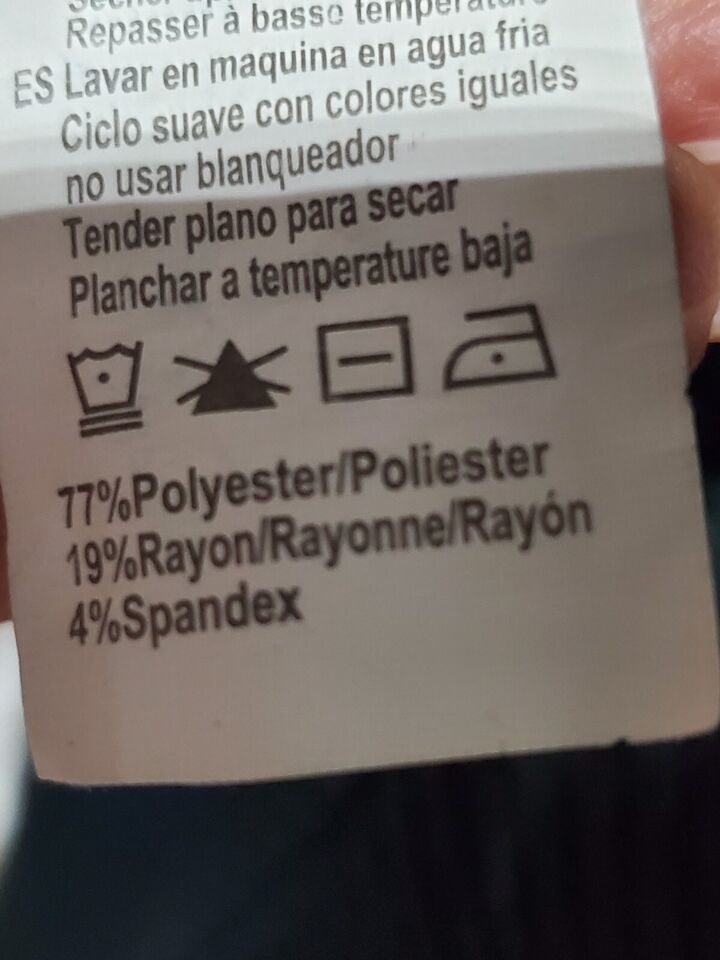 Repasser à basse température
ES Lavar en maquina en agua fria
Ciclo suave con colores iguales
no usar blanqueador
Tender plano para secar
Planchar a temperature baja
77%Polyester/Poliester
19%Rayon/Rayonne/Rayón
4%Spandex